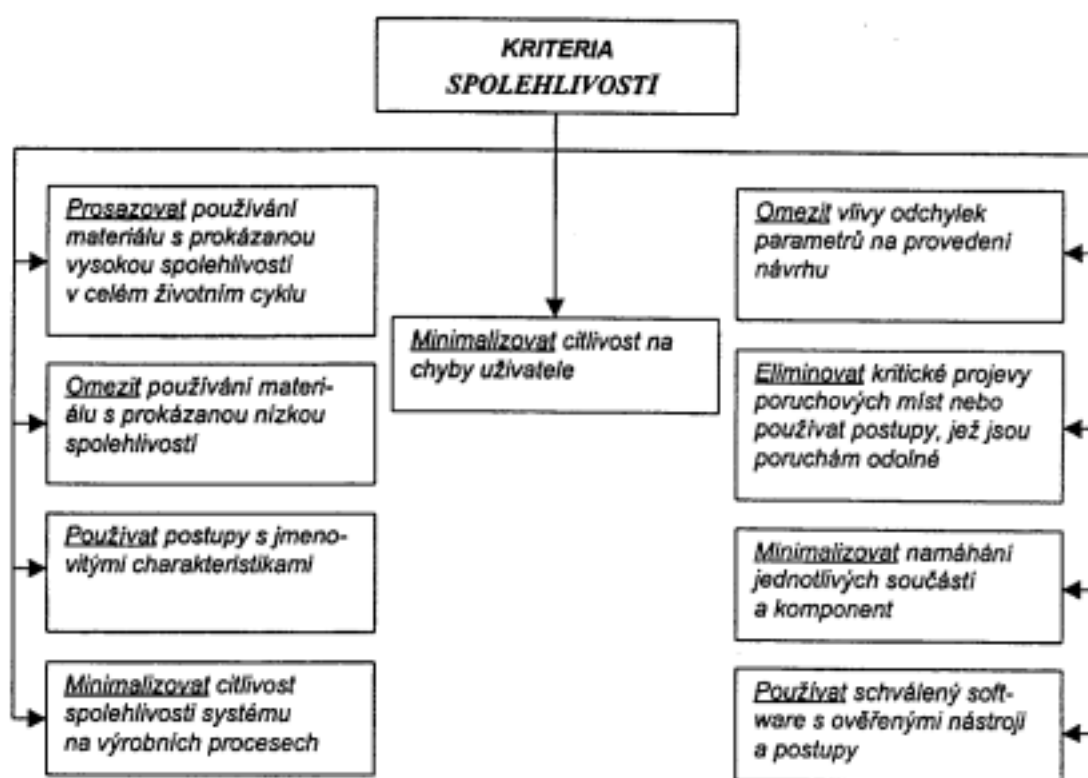 KRITERIA
SPOLEHLIVOSTÍ
Prosazovat používání
materiálu s prokázanou
vysokou spolehlivostí
v celém životním cyklu
Omezit používání materi-
álu s prokázanou nízkou
spolehlivostí
Používat postupy s jmeno-
vitými charakteristikami
Minimalizovat citlivost
spolehlivosti systému
na výrobních procesech
Minimalizovat citlivost na
chyby uživatele
Omezit vlivy odchylek
parametrů na provedení
návrhu
Eliminovat kritické projevy
poruchových míst nebo
používat postupy, jež jsou
poruchám odolné
Minimalizovat namáhání
jednotlivých součástí
a komponent
Používat schválený soft-
ware s ověřenými nástroji
a postupy